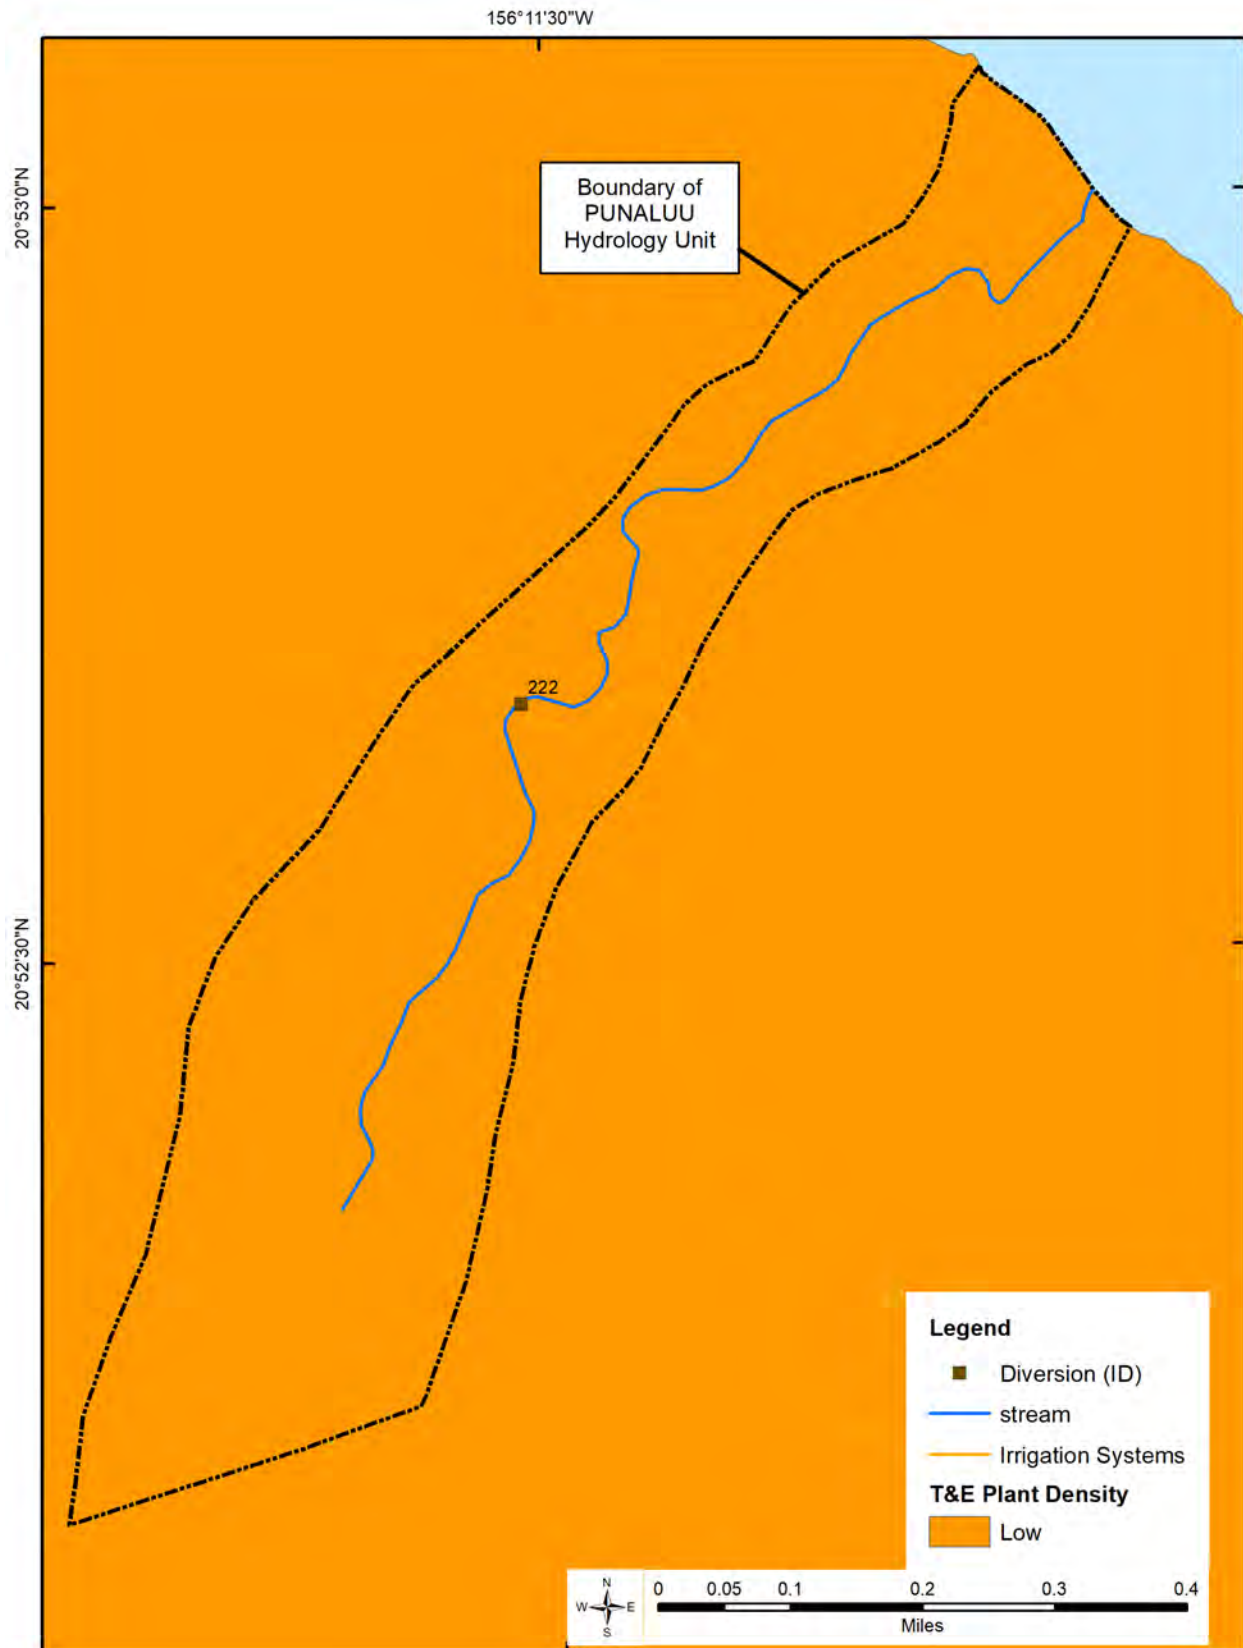 156°11'30"W
20°53'0"N
Boundary of
PUNALUU
Hydrology Unit
222
20°52'30"N
Legend
Diversion (ID)
stream
Irrigation Systems
T&E Plant Density
Low
N
W E
S
0 0.05 0.1 0.2 0.3 0.4
Miles